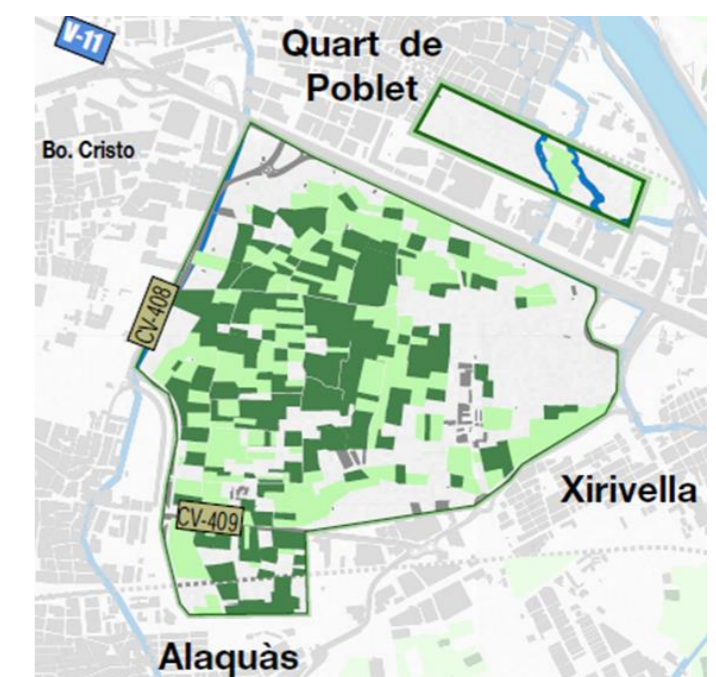 V-11
Quart de
Poblet
Bo. Cristo
CV-408
Xirivella
CV-409
Alaquàs